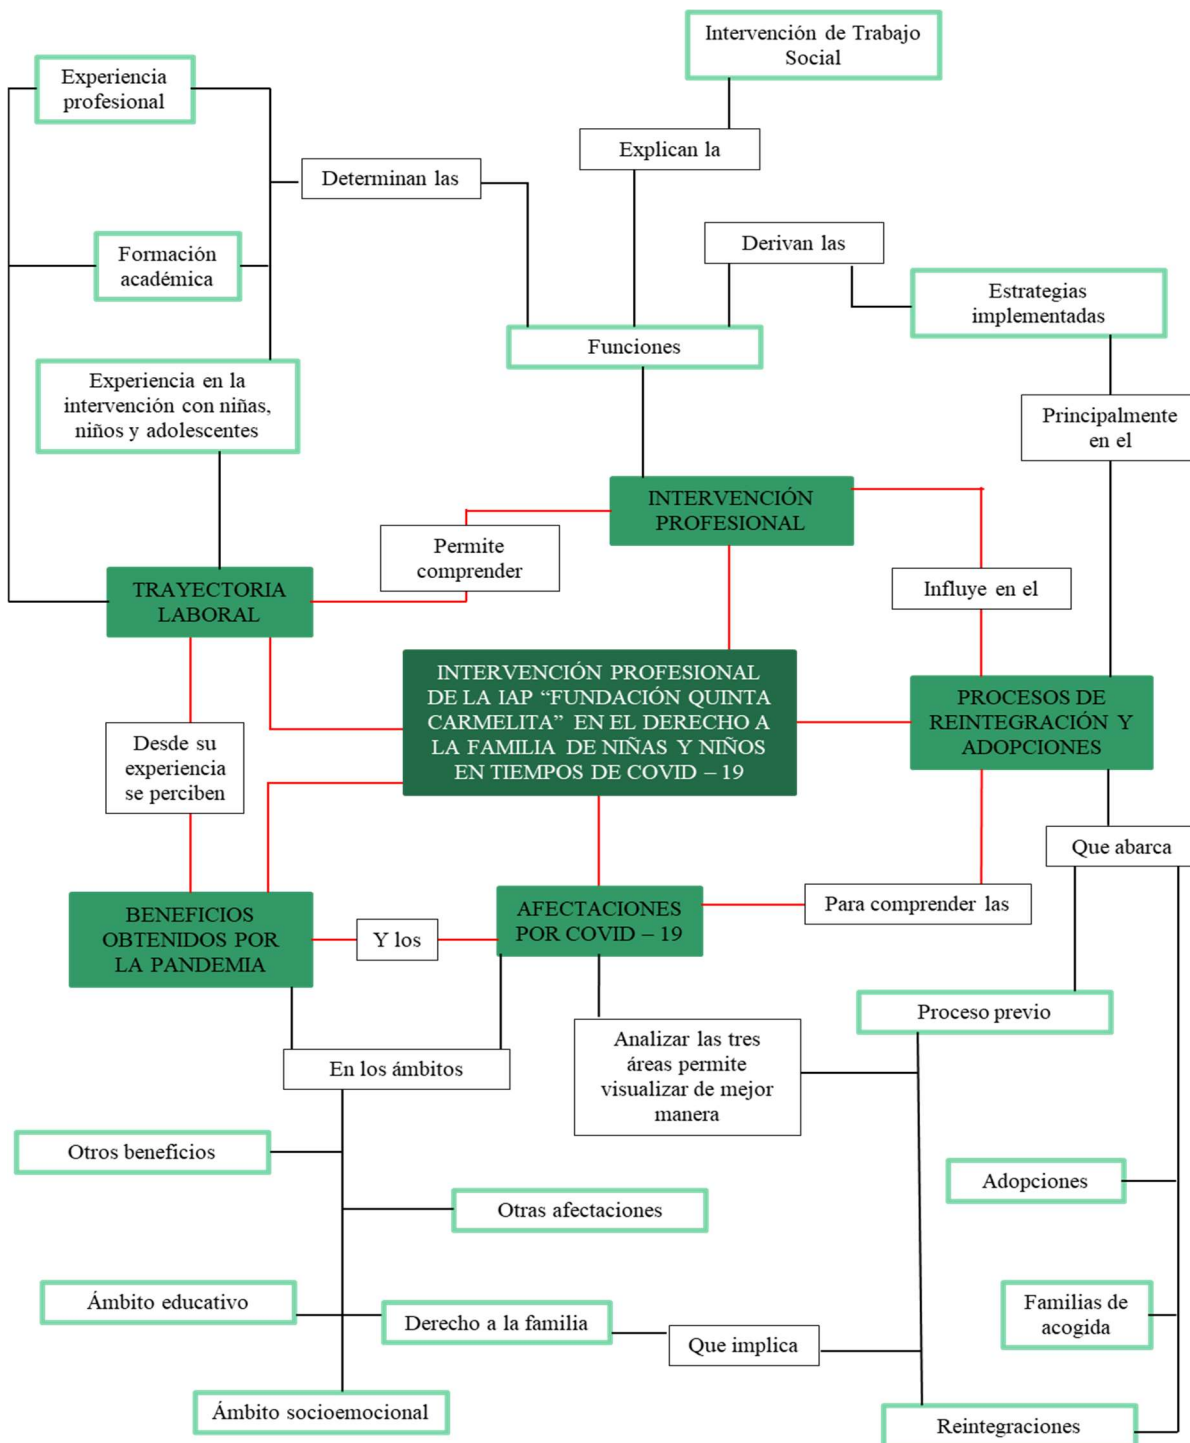 Intervención de Trabajo
Social
Experiencia
profesional
Explican la
Determinan las
Derivan las
Formación
académica
Estrategias
implementadas
Funciones
Experiencia en la
intervención con niñas,
niños y adolescentes
Principalmente
en el
INTERVENCIÓN
PROFESIONAL
Permite
comprender
TRAYECTORIA
LABORAL
Influye en el
INTERVENCIÓN PROFESIONAL
DE LA IAP “FUNDACIÓN QUINTA
CARMELITA” EN EL DERECHO A
LA FAMILIA DE NIÑAS Y NIÑOS
EN TIEMPOS DE COVID – 19
PROCESOS DE
REINTEGRACIÓN Y
ADOPCIONES
Desde su
experiencia
se perciben
Que abarca
BENEFICIOS
OBTENIDOS POR
LA PANDEMIA
Y los
AFECTACIONES
POR COVID – 19
Para comprender las
Proceso previo
En los ámbitos
Analizar las tres
áreas permite
visualizar de mejor
manera
Otros beneficios
Adopciones
Otras afectaciones
Ámbito educativo
Derecho a la familia
Que implica
Familias de
acogida
Ámbito socioemocional
Reintegraciones